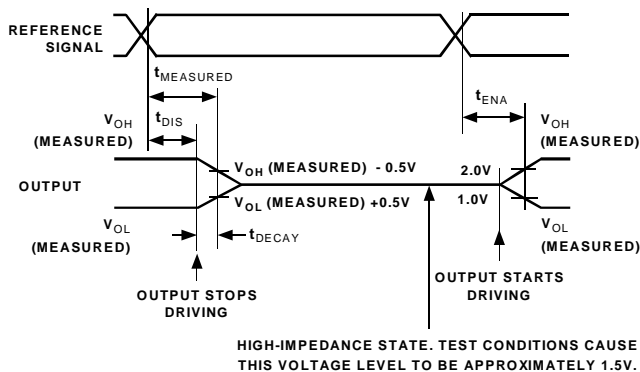 REFERENCE
SIGNAL
tMEASURED
tENA
VOH
(MEASURED)
tDIS
VOH
(MEASURED)
VOH (MEASURED) - 0.5V
2.0V
OUTPUT
VOL (MEASURED) +0.5V
1.0V
VOL
(MEASURED)
tDECAY
VOL
(MEASURED)
OUTPUT STOPS
DRIVING
OUTPUT STARTS
DRIVING
HIGH-IMPEDANCE STATE. TEST CONDITIONS CAUSE
THIS VOLTAGE LEVEL TO BE APPROXIMATELY 1.5V.